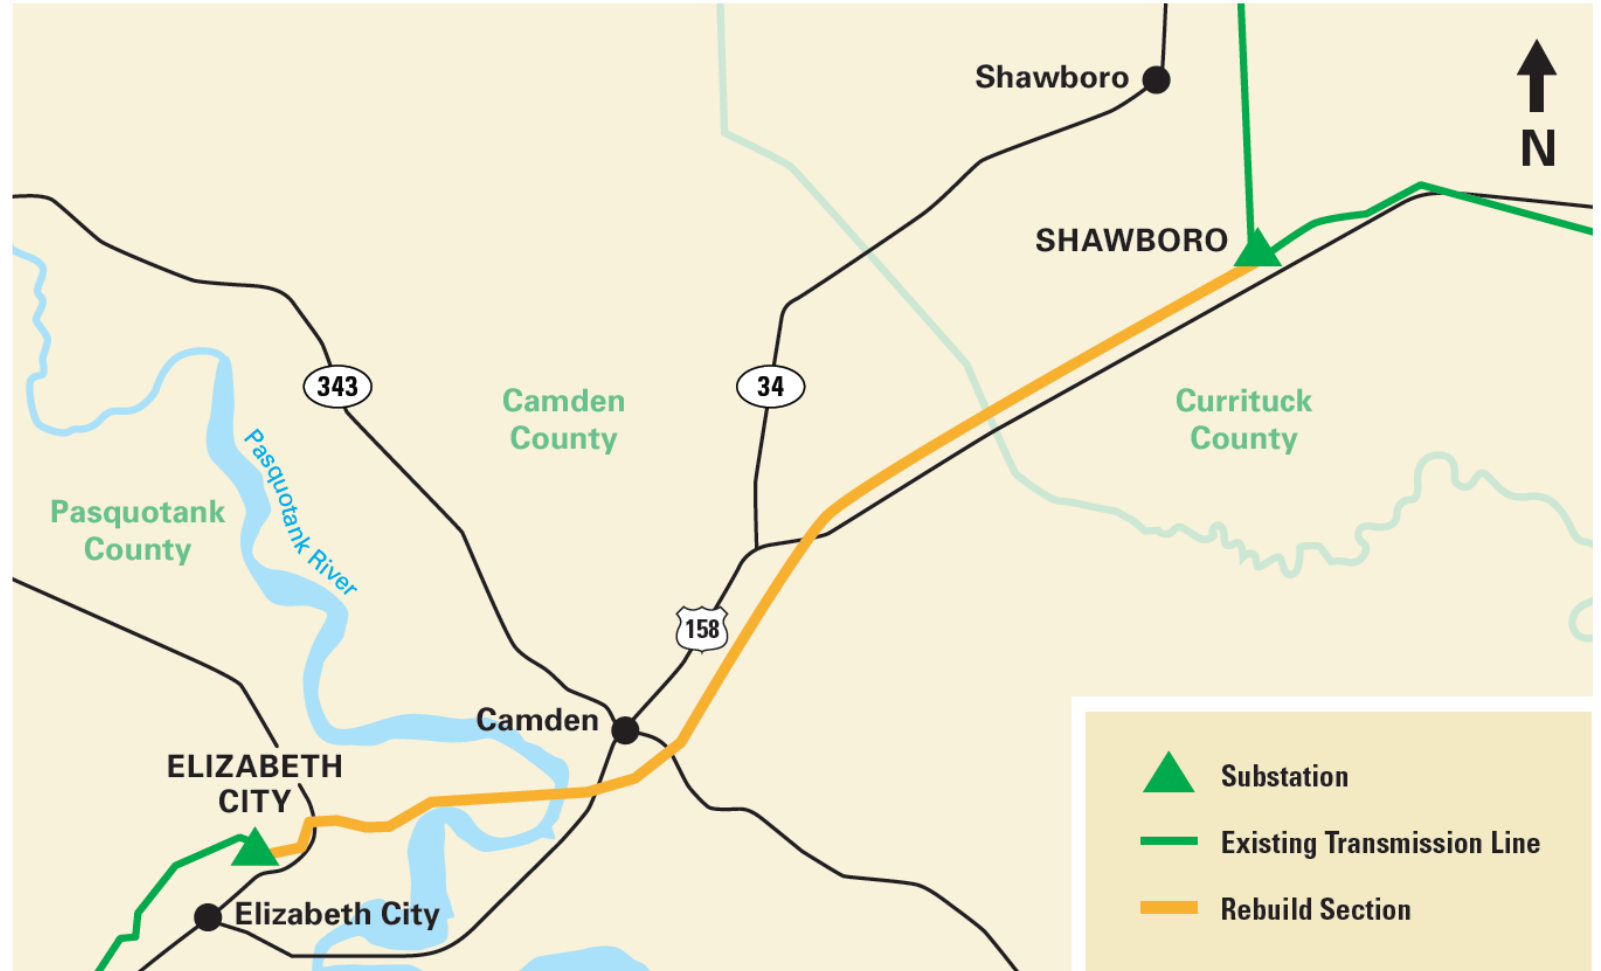 Shawboro
N
SHAWBORO
343
34
Camden
County
Currituck
County
Pasquotank River
Pasquotank
County
158
Camden
ELIZABETH
CITY
Elizabeth City
Substation
Existing Transmission Line
Rebuild Section